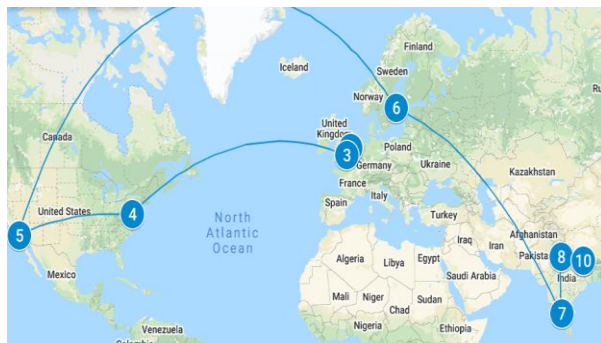 Iceland
Finland
Sweden
Norway
6
Canada
United
Kingdom
3
Poland
Germany
Ukraine
Kazakhstan
France
Italy
Spain
Turkey
United States
4
5
North
Atlantic
Ocean
Afghanistan
Iraq
Iran
Pakista
8
10
India
Algeria
Libya
Egypt
Saudi Arabia
Mexico
Mali
Niger
Chad
Sudan
7
Venezuela
Nigeria
Ethiopia